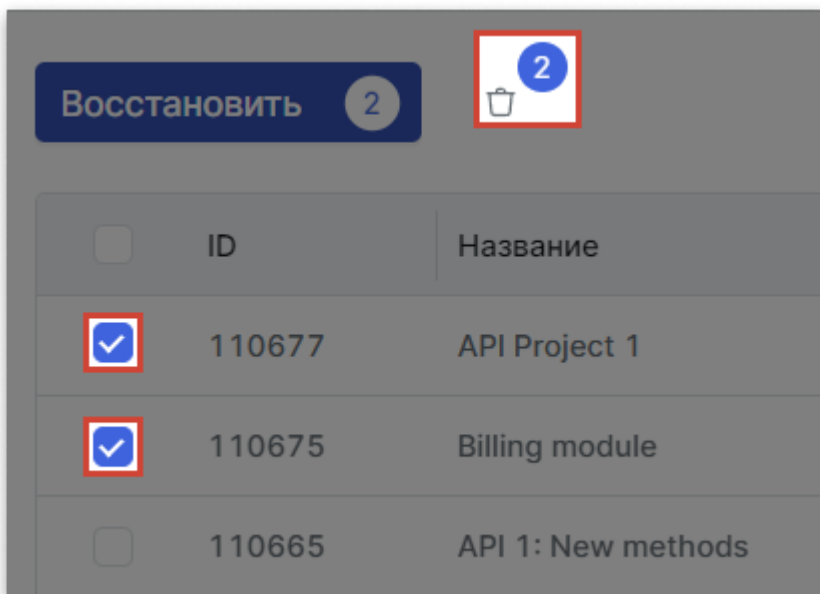 Восстановить 2 2
ID Название
110677 API Project 1
110675 Billing module
110665 API 1: New methods